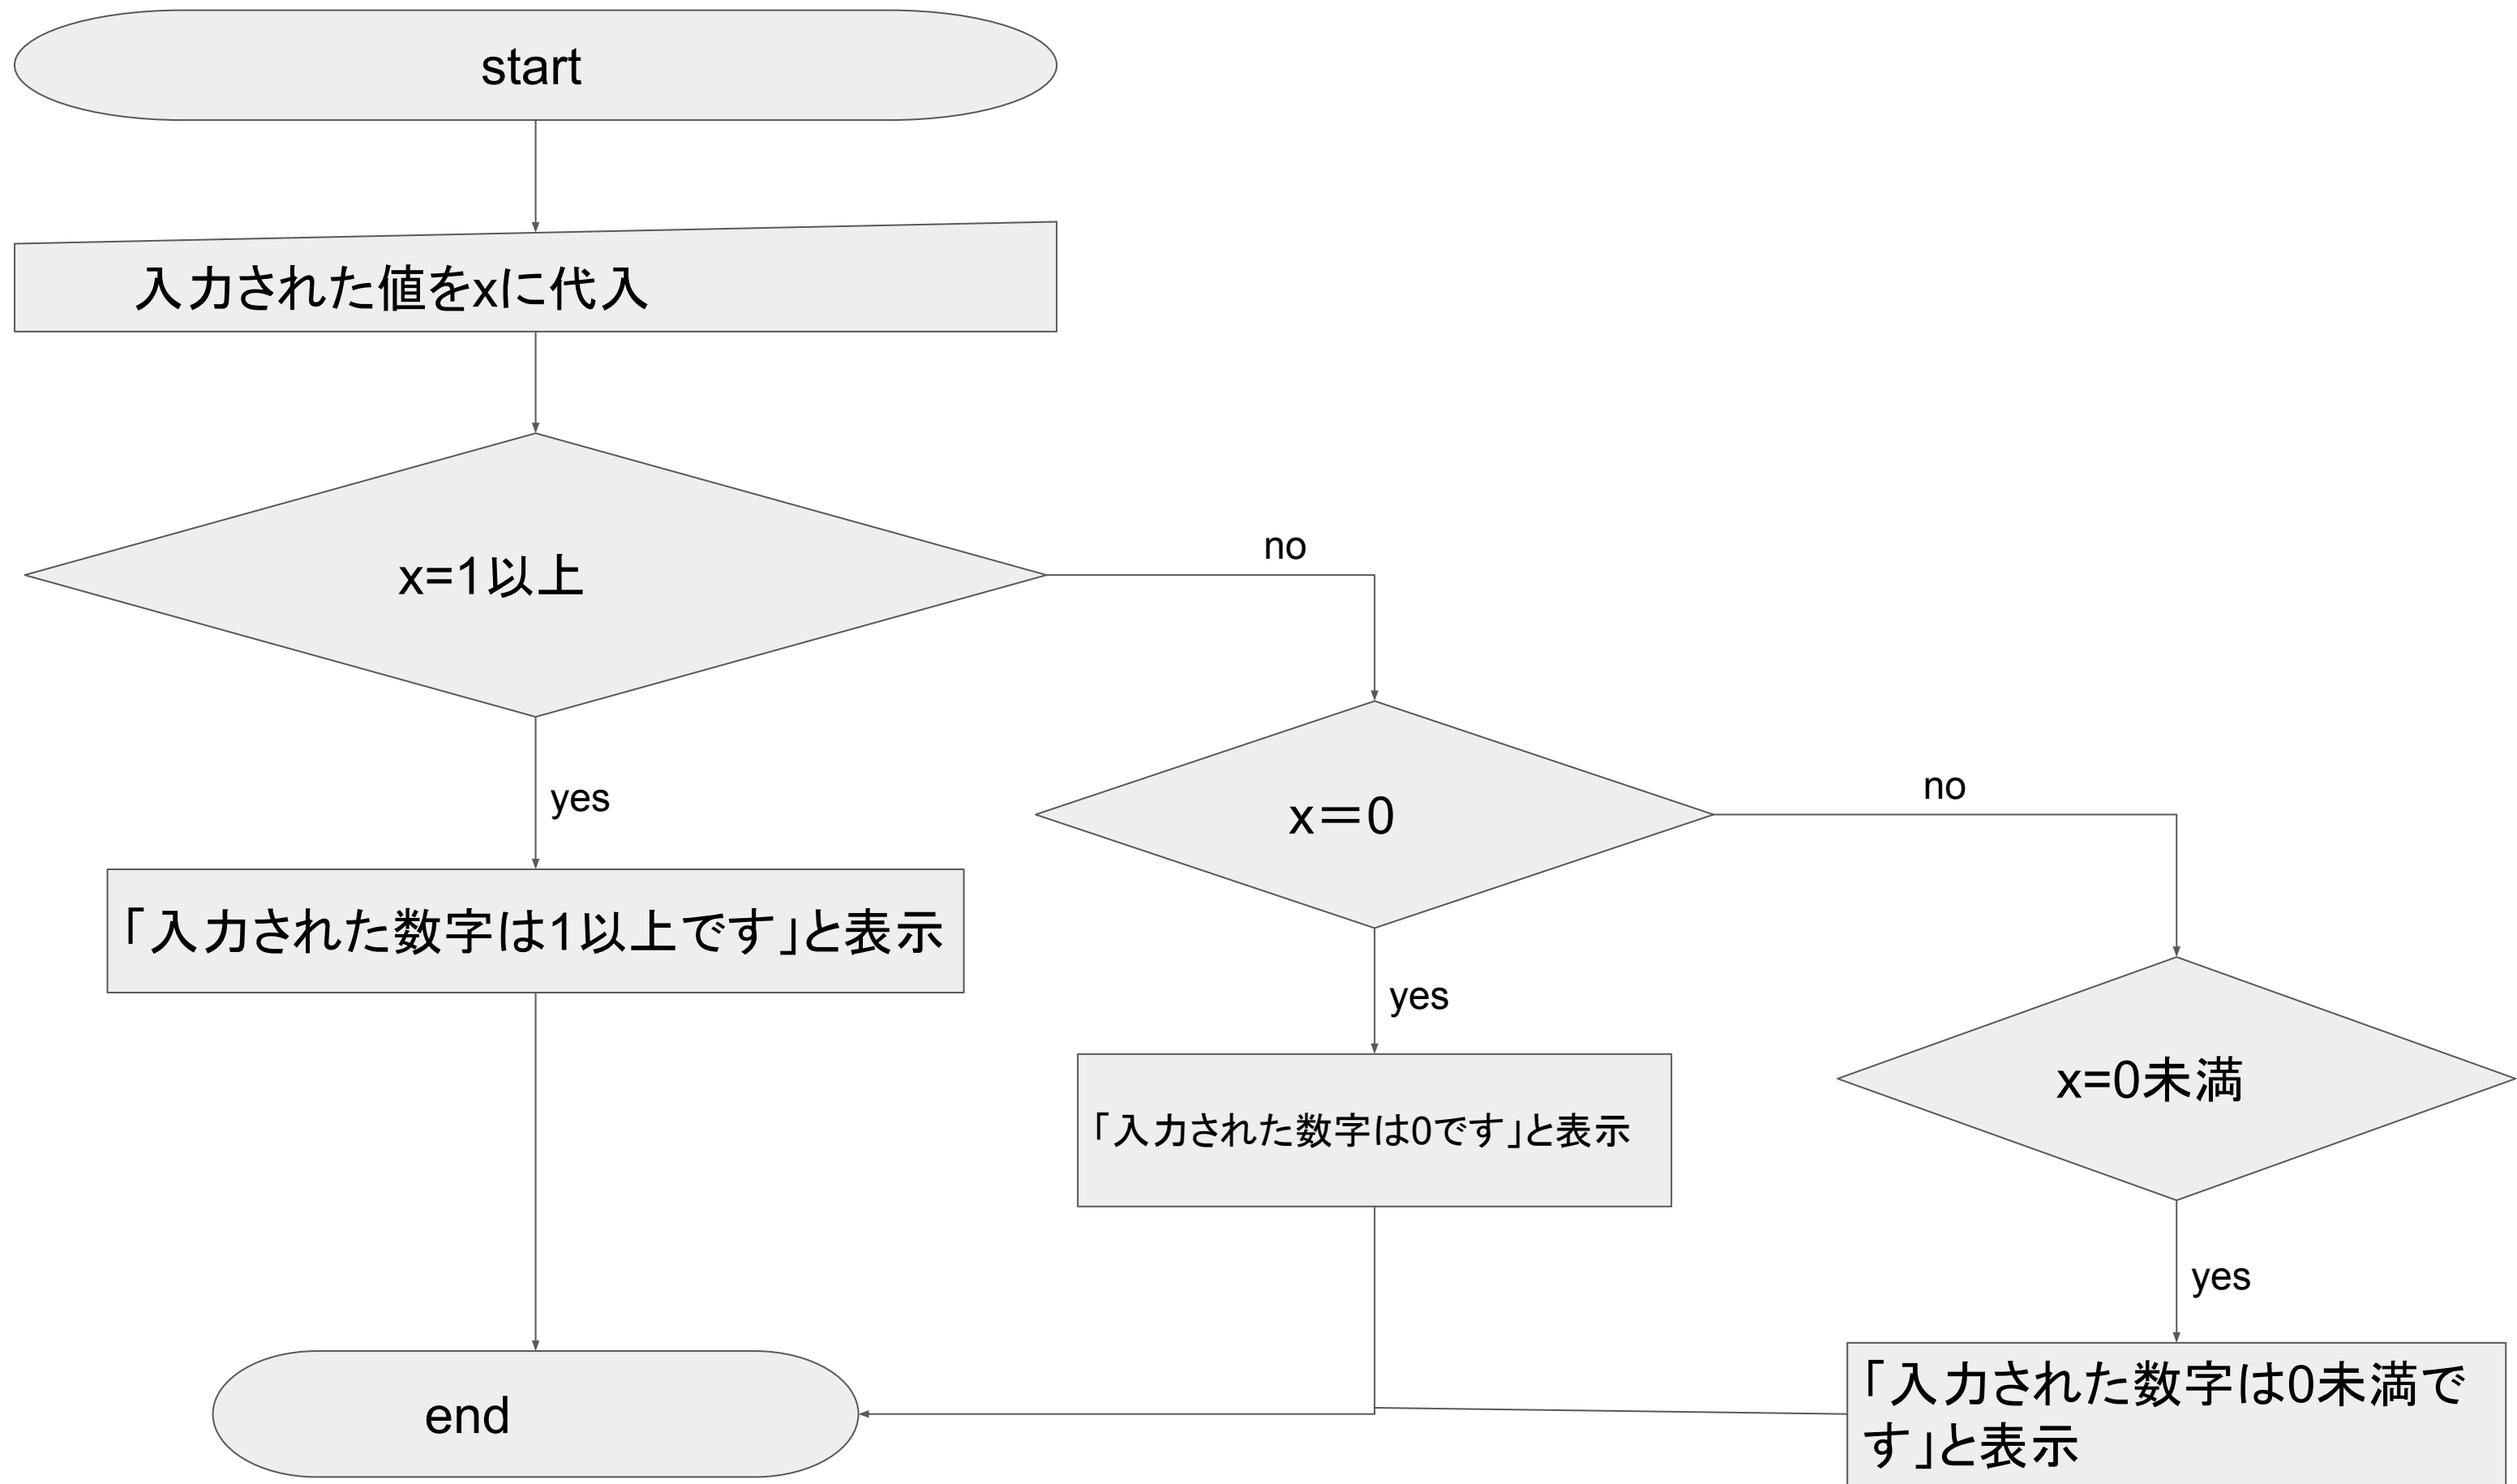 start
入力された値をxに代入
x=1以上
no
yes
x＝0
no
「入力された数字は1以上です」と表示
yes
x=0未満
「入力された数字は0です」と表示
yes
end
「入力された数字は0未満で
す」と表示